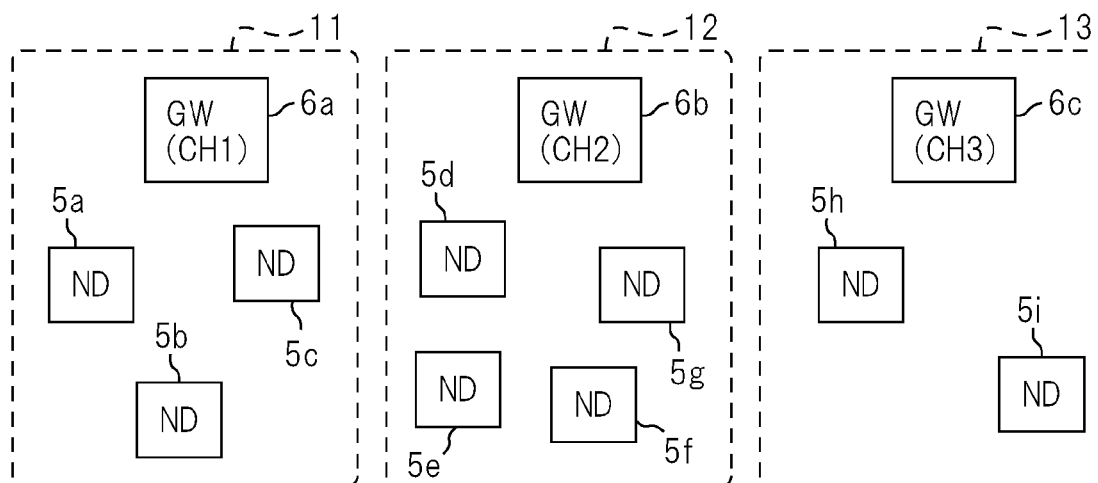 11
12
13
GW
(CH1)
6a
GW
(CH2)
6b
GW
(CH3)
6c
5a
ND
ND
5c
5b
ND
5d
ND
ND
5g
ND
5e
ND
5f
5h
ND
5i
ND